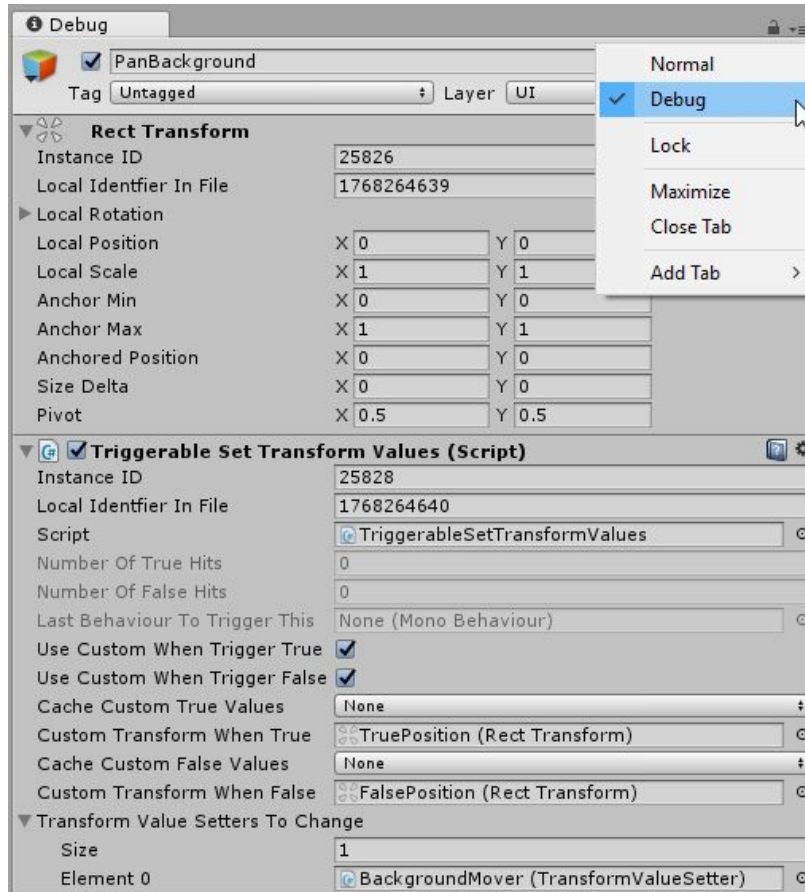 Debug
PanBackground
Tag Untagged Layer UI
Normal
Debug
Lock
Maximize
Close Tab
Add Tab
Rect Transform
Instance ID 25826
Local Identfier In File 1768264639
Local Rotation
Local Position X 0 Y 0
Local Scale X 1 Y 1
Anchor Min X 0 Y 0
Anchor Max X 1 Y 1
Anchored Position X 0 Y 0
Size Delta X 0 Y 0
Pivot X 0.5 Y 0.5
Triggerable Set Transform Values (Script)
Instance ID 25828
Local Identfier In File 1768264640
Script TriggerableSetTransformValues
Number Of True Hits 0
Number Of False Hits 0
Last Behaviour To Trigger This None (Mono Behaviour)
Use Custom When Trigger True
Use Custom When Trigger False
Cache Custom True Values None
Custom Transform When True TruePosition (Rect Transform)
Cache Custom False Values None
Custom Transform When False FalsePosition (Rect Transform)
Transform Value Setters To Change
Size 1
Element 0 BackgroundMover (TransformValueSetter)